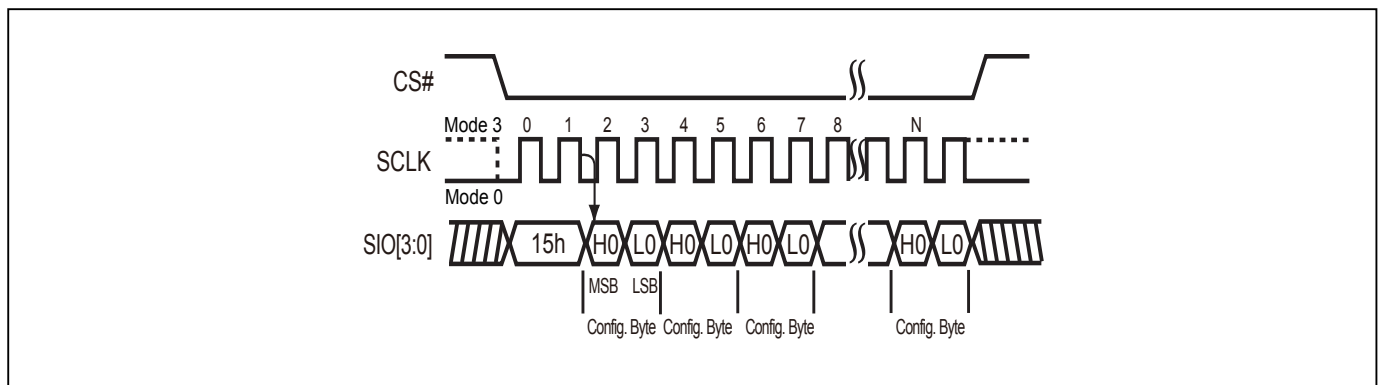 CS#
Mode 3 0 1 2 3 4 5 6 7 8 N
SCLK
Mode 0
SIO[3:0] 15h H0 L0 H0 L0 H0 L0 H0 L0
MSB LSB
Config. Byte Config. Byte Config. Byte Config. Byte